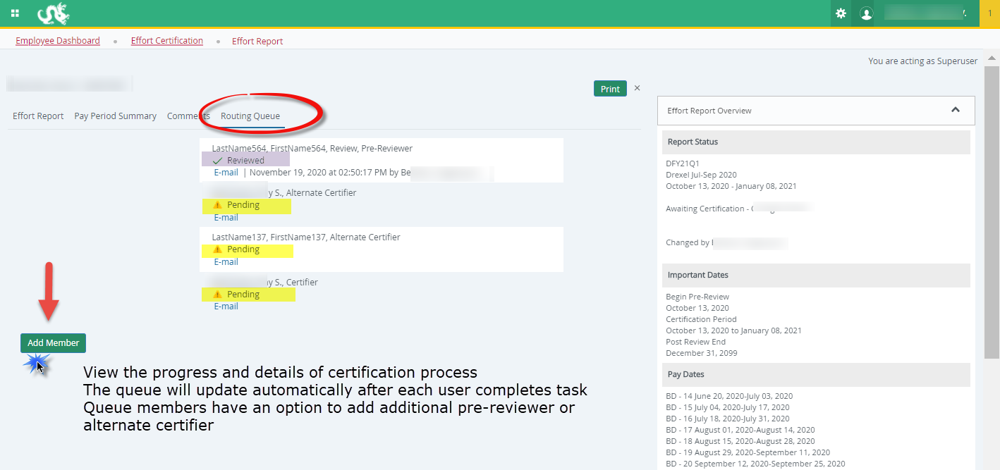 1
Employee Dashboard • Effort Certification • Effort Report
You are acting as Superuser
Print ×
Effort Report Pay Period Summary Comments Routing Queue
LastName564, FirstName564, Review, Pre-Reviewer
Reviewed
E-mail | November 19, 2020 at 02:50:17 PM by
S., Alternate Certifier
Pending
E-mail
LastName137, FirstName137, Alternate Certifier
Pending
E-mail
S., Certifier
Pending
E-mail
Add Member
View the progress and details of certification process
The queue will update automatically after each user completes task
Queue members have an option to add additional pre-reviewer or
alternate certifier
Effort Report Overview
Report Status
DFY21Q1
Drexel Jul-Sep 2020
October 13, 2020 - January 08, 2021
Awaiting Certification -
Changed by
Important Dates
Begin Pre-Review
October 13, 2020
Certification Period
October 13, 2020 to January 08, 2021
Post Review End
December 31, 2099
Pay Dates
BD - 14 June 20, 2020-July 03, 2020
BD - 15 July 04, 2020-July 17, 2020
BD - 16 July 18, 2020-July 31, 2020
BD - 17 August 01, 2020-August 14, 2020
BD - 18 August 15, 2020-August 28, 2020
BD - 19 August 29, 2020-September 11, 2020
BD - 20 September 12, 2020-September 25, 2020